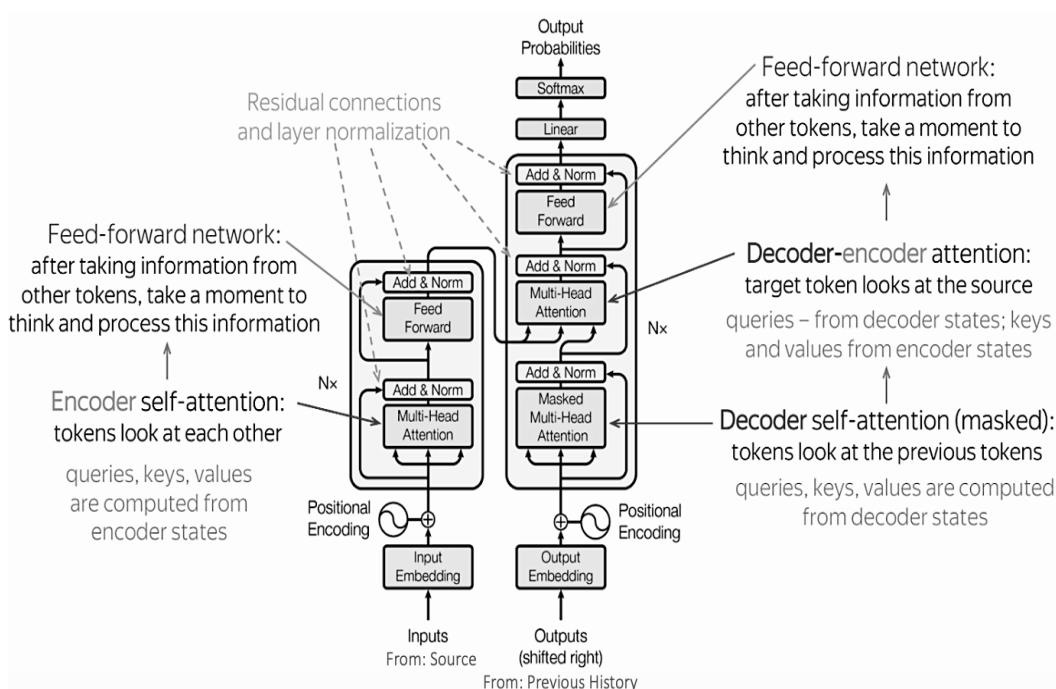 Output
Probabilities
Softmax
Linear
Add & Norm
Feed
Forward
Add & Norm
Multi-Head
Attention
Nx
Add & Norm
Masked
Multi-Head
Attention
Positional
Encoding
Output
Embedding
Outputs
(shifted right)
From: Previous History
Residual connections
and layer normalization
Feed-forward network:
after taking information from
other tokens, take a moment to
think and process this information
Encoder self-attention:
tokens look at each other
queries, keys, values
are computed from
encoder states
Add & Norm
Feed
Forward
Nx
Add & Norm
Multi-Head
Attention
Positional
Encoding
Input
Embedding
Inputs
From: Source
Feed-forward network:
after taking information from
other tokens, take a moment to
think and process this information
Decoder-encoder attention:
target token looks at the source
queries – from decoder states; keys
and values from encoder states
Decoder self-attention (masked):
tokens look at the previous tokens
queries, keys, values are computed
from decoder states